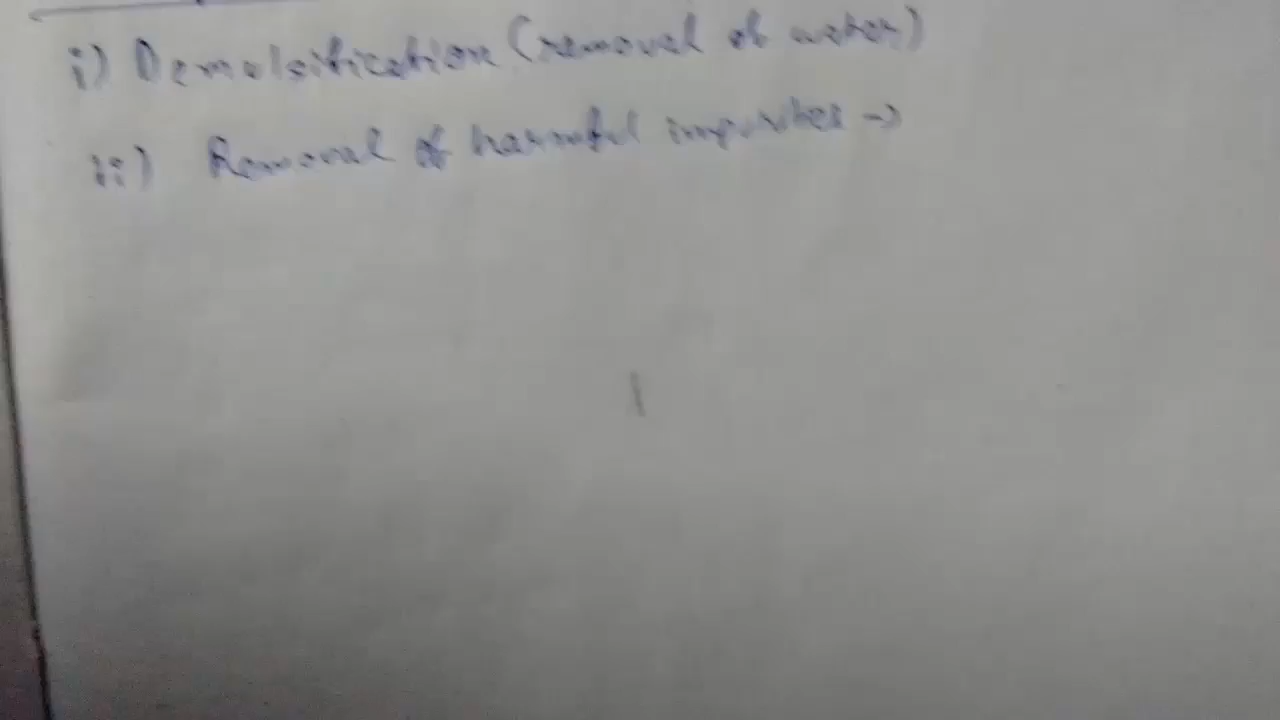 i) Demulsification (removal of water)
ii) Removal of harmful impurities →